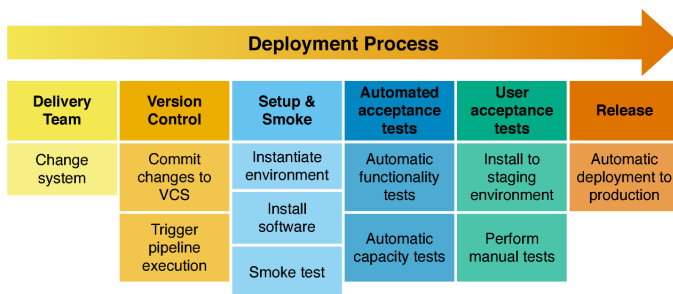 Deployment Process
Delivery
Team
Change
system
Version
Control
Commit
changes to
VCS
Trigger
pipeline
execution
Setup &
Smoke
Instantiate
environment
Install
software
Smoke test
Automated
acceptance
tests
Automatic
functionality
tests
Automatic
capacity tests
User
acceptance
tests
Install to
staging
environment
Perform
manual tests
Release
Automatic
deployment to
production